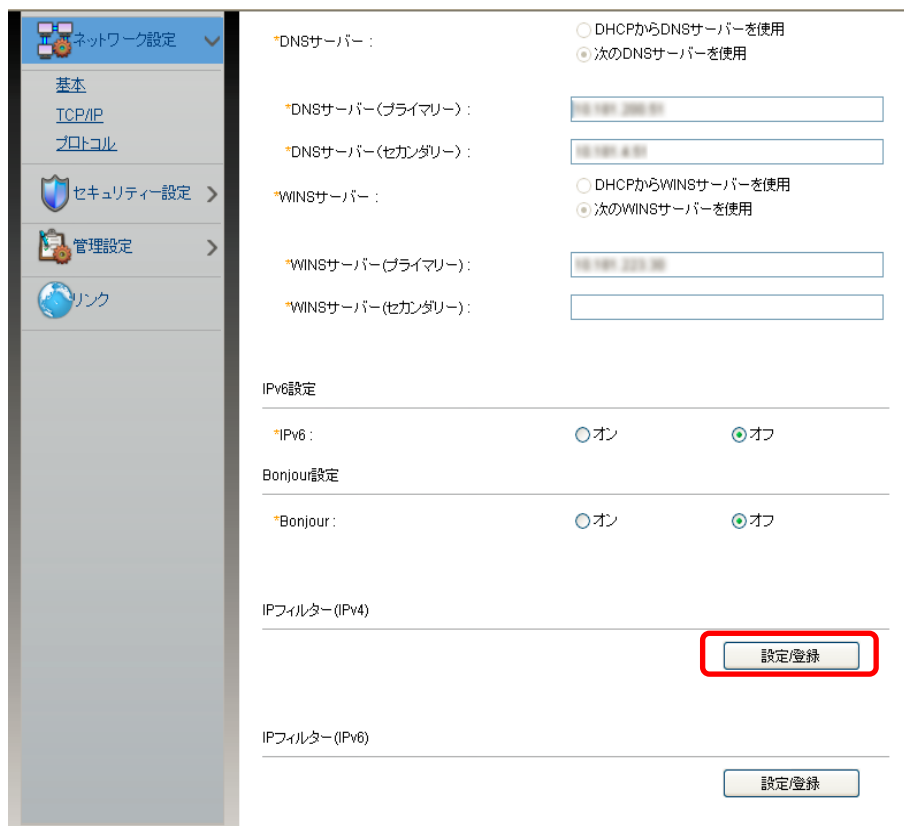 ネットワーク設定
基本
TCP/IP
プロトコル
セキュリティー設定
管理設定
リンク
*DNSサーバー :
DHCPからDNSサーバーを使用
次のDNSサーバーを使用
*DNSサーバー(プライマリー) :
*DNSサーバー(セカンダリー) :
*WINSサーバー :
DHCPからWINSサーバーを使用
次のWINSサーバーを使用
*WINSサーバー(プライマリー) :
*WINSサーバー(セカンダリー) :
IPv6設定
*IPv6 : オン オフ
Bonjour設定
*Bonjour : オン オフ
IPフィルター(IPv4)
設定/登録
IPフィルター(IPv6)
設定/登録